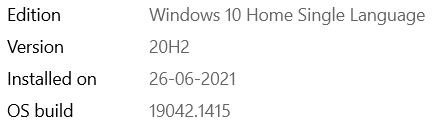 Edition Windows 10 Home Single Language
Version 20H2
Installed on 26-06-2021
OS build 19042.1415